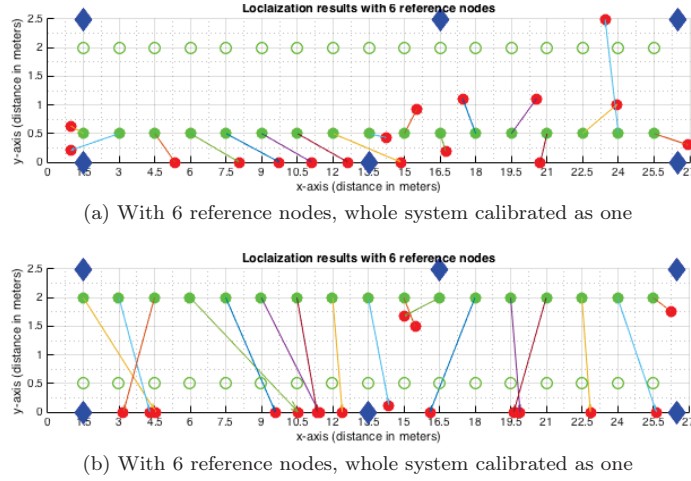 Loclaization results with 6 reference nodes
2.5
2
1.5
1
0.5
0
y-axis (distance in meters)
0 1.5 3 4.5 6 7.5 9 10.5 12 13.5 15 16.5 18 19.5 21 22.5 24 25.5 27
x-axis (distance in meters)
(a) With 6 reference nodes, whole system calibrated as one
Loclaization results with 6 reference nodes
2.5
2
1.5
1
0.5
0
y-axis (distance in meters)
0 1.5 3 4.5 6 7.5 9 10.5 12 13.5 15 16.5 18 19.5 21 22.5 24 25.5 27
x-axis (distance in meters)
(b) With 6 reference nodes, whole system calibrated as one